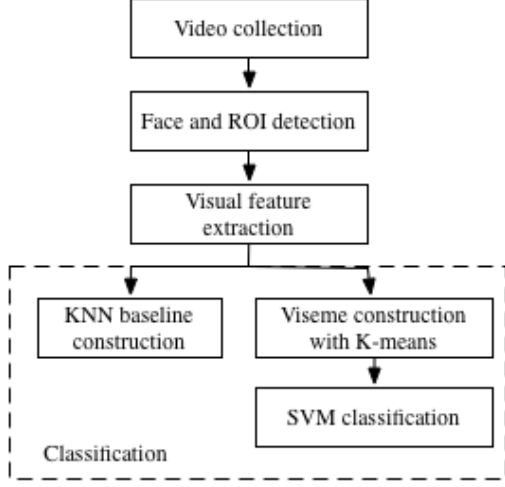 Video collection
Face and ROI detection
Visual feature
extraction
KNN baseline
construction
Viseme construction
with K-means
SVM classification
Classification